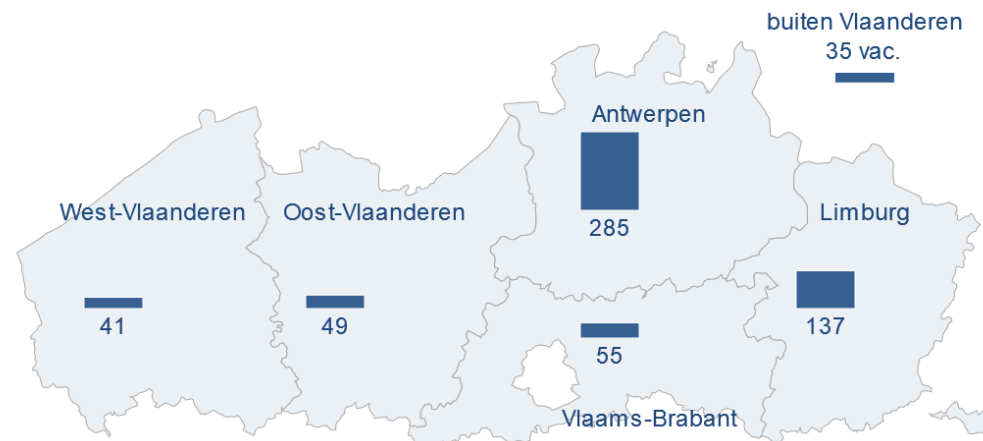 buiten Vlaanderen
35 vac.
Antwerpen
285
West-Vlaanderen
41
Oost-Vlaanderen
49
Limburg
137
55
Vlaams-Brabant